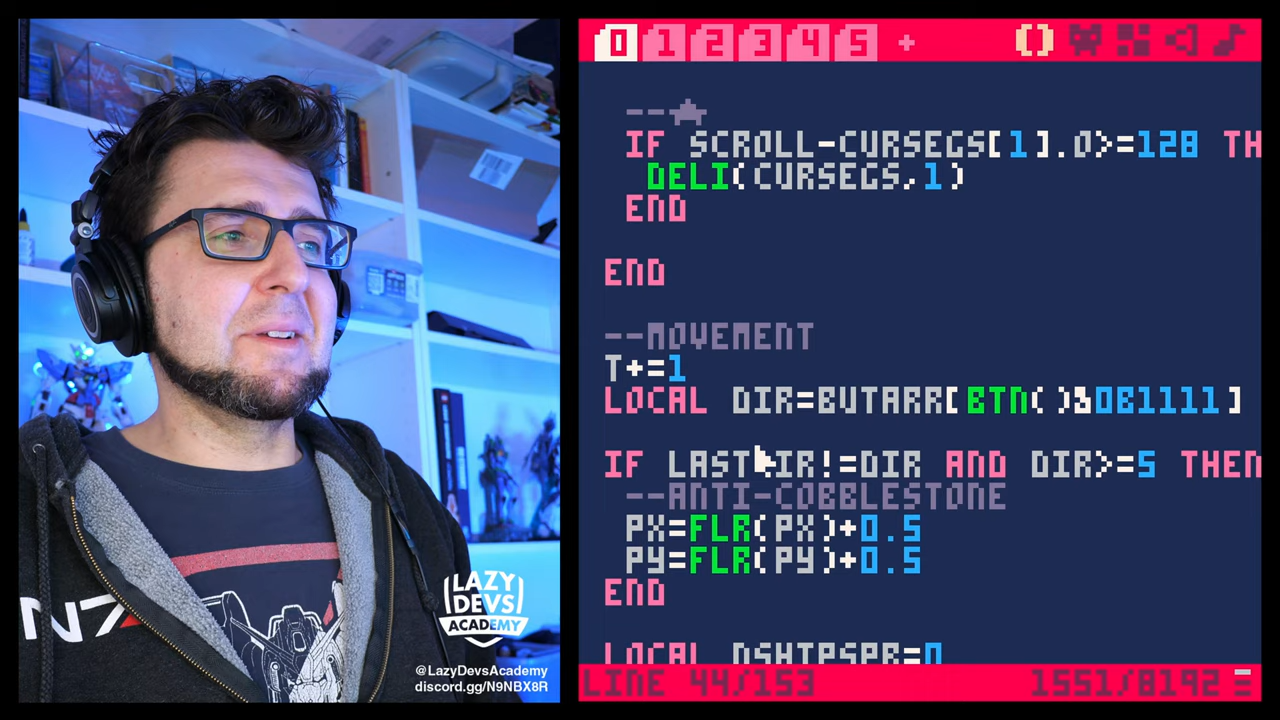 0 1 2 3 4 5 +
--
IF SCROLL-CURSEGS[1].O>=128 TH
DELI(CURSEGS,1)
END
END
--MOVEMENT
T+=1
LOCAL DIR=BUTARR[BTN()&0B1111]
IF LASTDIR!=DIR AND DIR>=5 THEN
--ANTI-COBBLESTONE
PX=FLR(PX)+0.5
PY=FLR(PY)+0.5
END
LOCAL DSHIPSPR=0
LINE 44/153 1551/8192
N7
LAZY
DEVS
ACADEMY
@LazyDevsAcademy
discord.gg/N9NBX8R